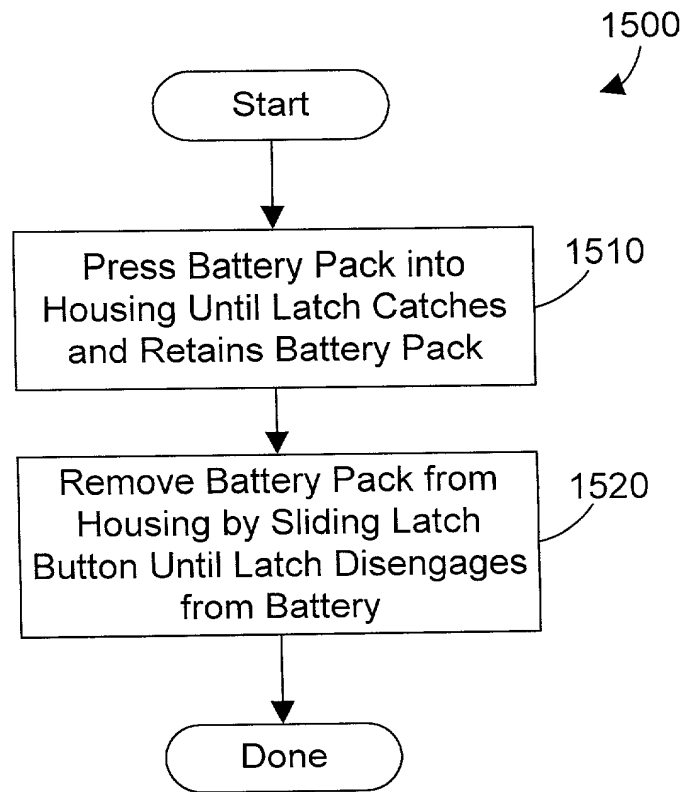 1500
Start
Press Battery Pack into
Housing Until Latch Catches
and Retains Battery Pack
1510
Remove Battery Pack from
Housing by Sliding Latch
Button Until Latch Disengages
from Battery
1520
Done